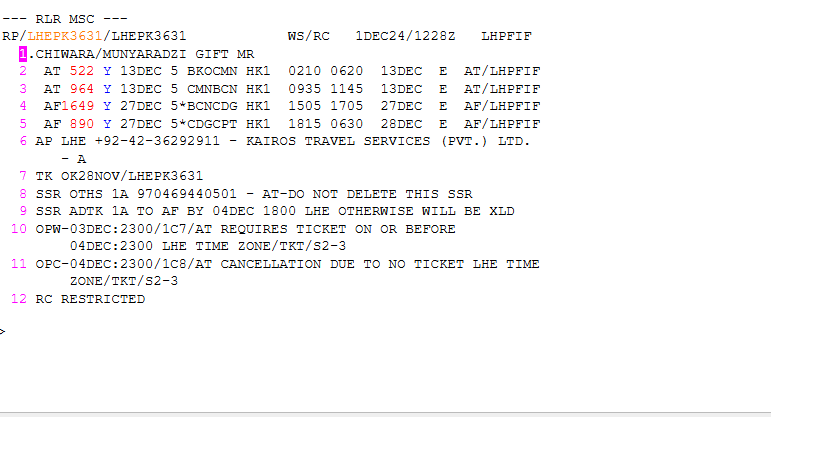 --- RLR MSC ---
RP/LHEPK3631/LHEPK3631 WS/RC 1DEC24/1228Z LHPFIF
1.CHIWARA/MUNYARADZI GIFT MR
2 AT 522 Y 13DEC 5 BKOCMN HK1 0210 0620 13DEC E AT/LHPFIF
3 AT 964 Y 13DEC 5 CMNBCN HK1 0935 1145 13DEC E AT/LHPFIF
4 AF1649 Y 27DEC 5*BCNCDG HK1 1505 1705 27DEC E AF/LHPFIF
5 AF 890 Y 27DEC 5*CDGCPT HK1 1815 0630 28DEC E AF/LHPFIF
6 AP LHE +92-42-36292911 - KAIROS TRAVEL SERVICES (PVT.) LTD.
- A
7 TK OK28NOV/LHEPK3631
8 SSR OTHS 1A 970469440501 - AT-DO NOT DELETE THIS SSR
9 SSR ADTK 1A TO AF BY 04DEC 1800 LHE OTHERWISE WILL BE XLD
10 OPW-03DEC:2300/1C7/AT REQUIRES TICKET ON OR BEFORE
04DEC:2300 LHE TIME ZONE/TKT/S2-3
11 OPC-04DEC:2300/1C8/AT CANCELLATION DUE TO NO TICKET LHE TIME
ZONE/TKT/S2-3
12 RC RESTRICTED
>